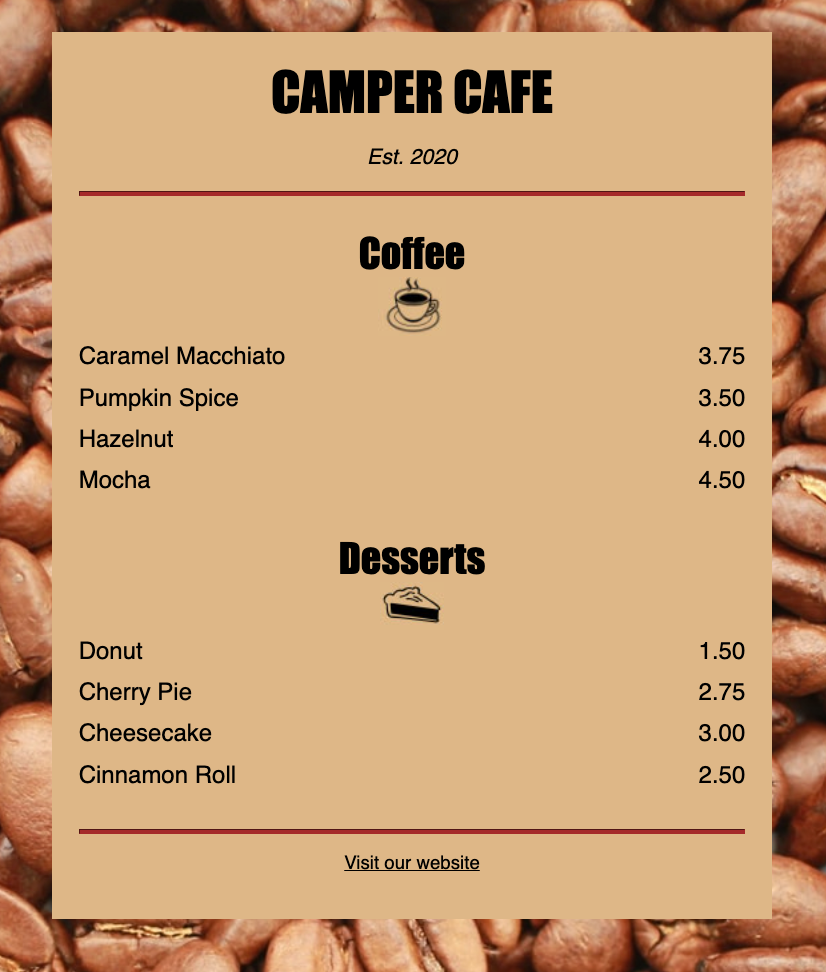 CAMPER CAFE
Est. 2020
Coffee
Caramel Macchiato 3.75
Pumpkin Spice 3.50
Hazelnut 4.00
Mocha 4.50
Desserts
Donut 1.50
Cherry Pie 2.75
Cheesecake 3.00
Cinnamon Roll 2.50
Visit our website